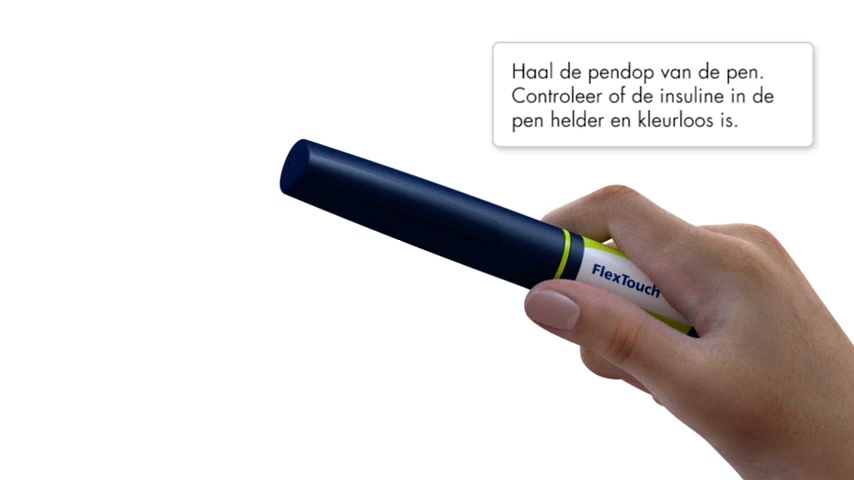 Haal de pendop van de pen.
Controleer of de insuline in de
pen helder en kleurloos is.
FlexTouch